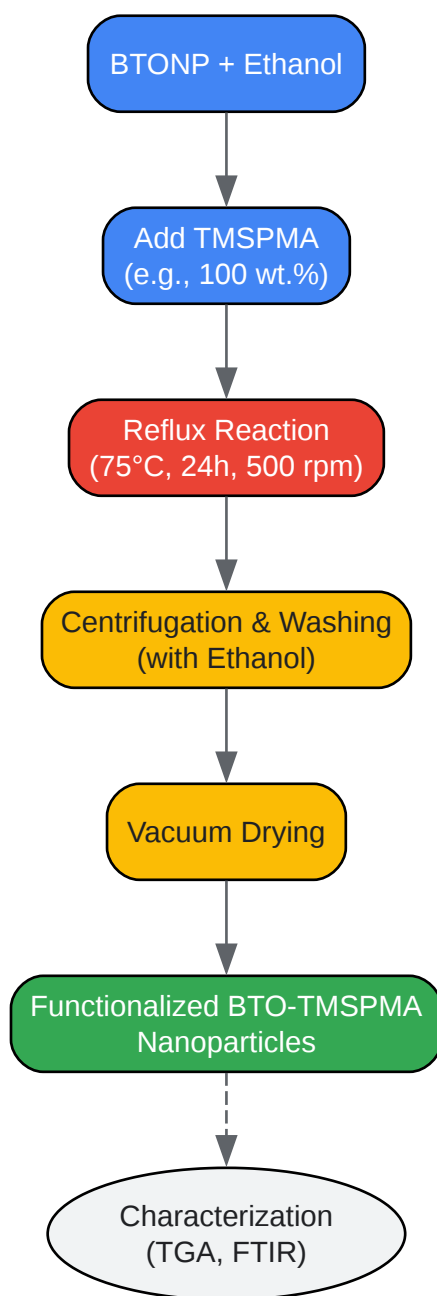 BTONP + Ethanol
Add TMSPMA
(e.g., 100 wt.%)
Reflux Reaction
(75°C, 24h, 500 rpm)
Centrifugation & Washing
(with Ethanol)
Vacuum Drying
Functionalized BTO-TMSPMA
Nanoparticles
Characterization
(TGA, FTIR)